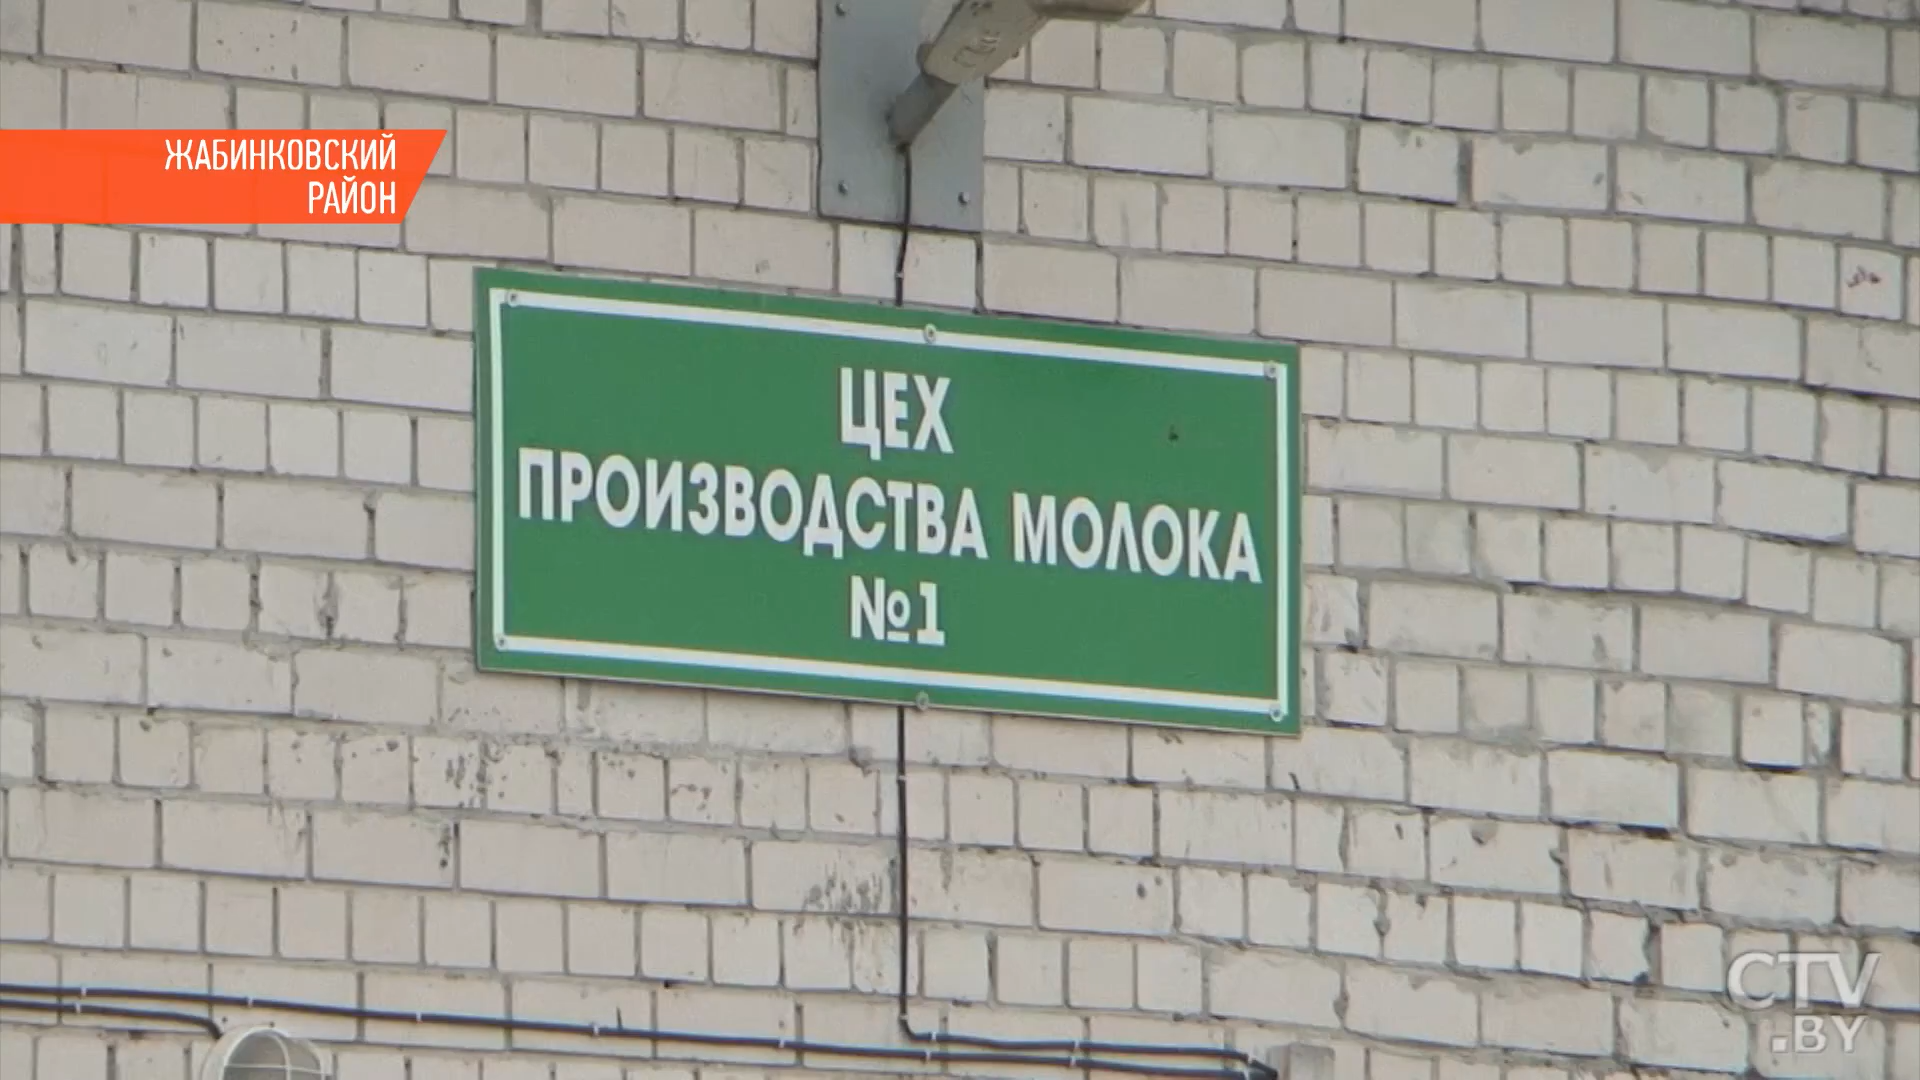 ЖАБИНКОВСКИЙ
РАЙОН
ЦЕХ
ПРОИЗВОДСТВА МОЛОКА
№1
CTV
.BY